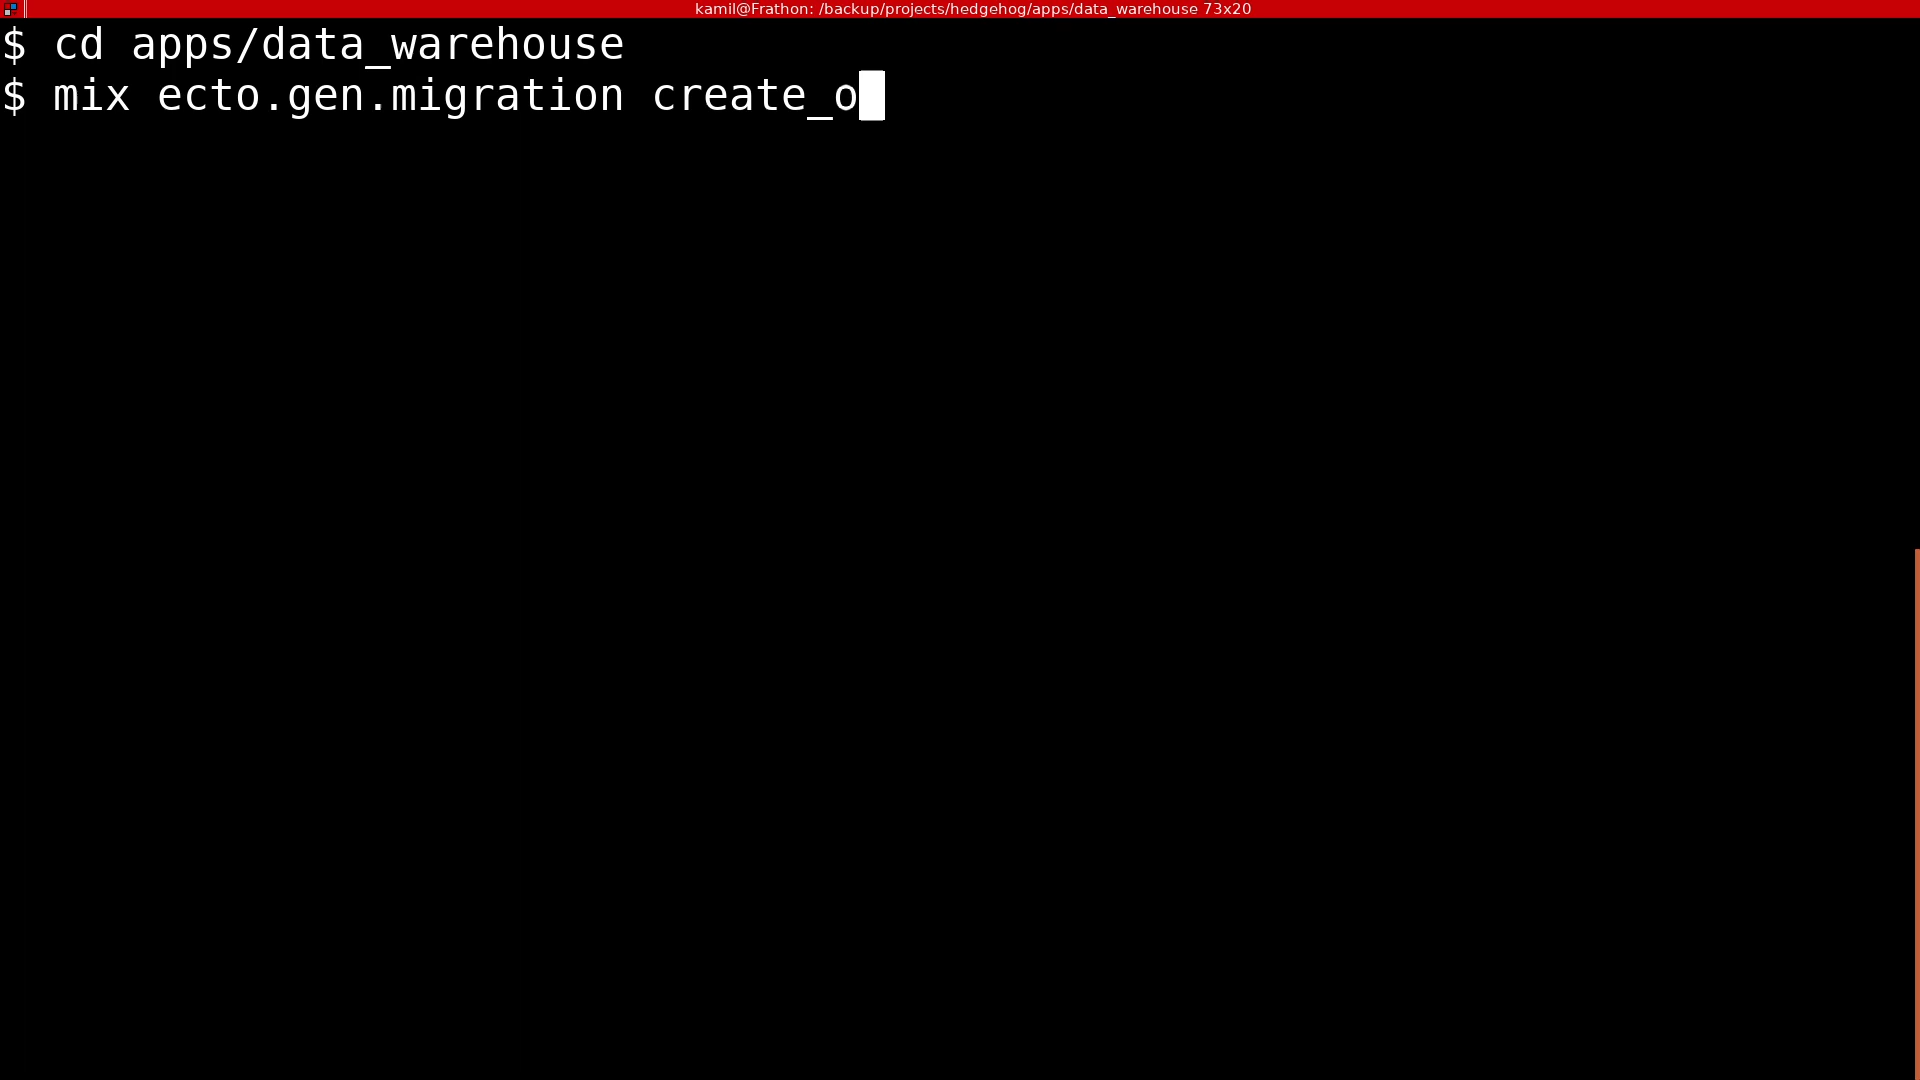 kamil@Frathon: /backup/projects/hedgehog/apps/data_warehouse 73x20
$ cd apps/data_warehouse
$ mix ecto.gen.migration create_o